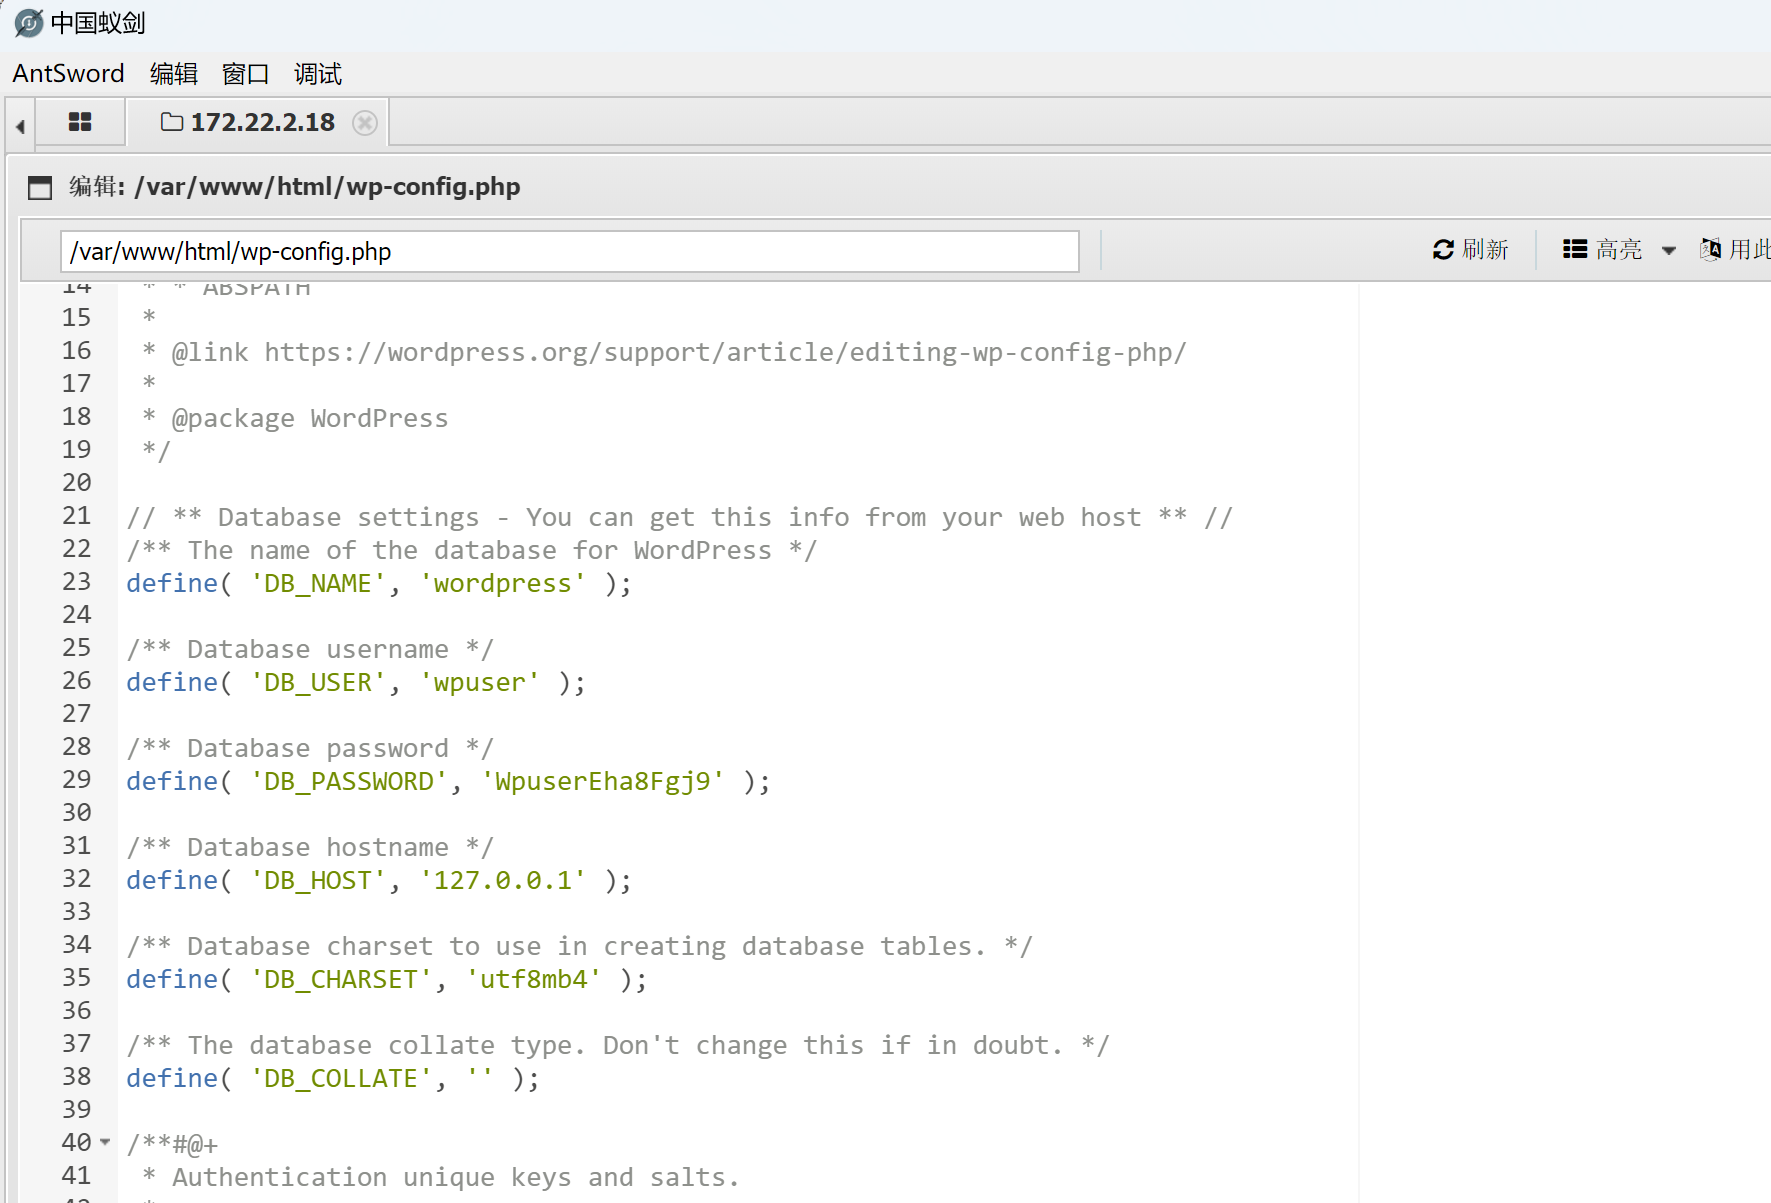 中国蚁剑
AntSword 编辑 窗口 调试
172.22.2.18
编辑: /var/www/html/wp-config.php
/var/www/html/wp-config.php 刷新 高亮 用此
14 * * ABSPATH
15 *
16 * @link https://wordpress.org/support/article/editing-wp-config-php/
17 *
18 * @package WordPress
19 */
20
21 // ** Database settings - You can get this info from your web host ** //
22 /** The name of the database for WordPress */
23 define( 'DB_NAME', 'wordpress' );
24
25 /** Database username */
26 define( 'DB_USER', 'wpuser' );
27
28 /** Database password */
29 define( 'DB_PASSWORD', 'WpuserEha8Fgj9' );
30
31 /** Database hostname */
32 define( 'DB_HOST', '127.0.0.1' );
33
34 /** Database charset to use in creating database tables. */
35 define( 'DB_CHARSET', 'utf8mb4' );
36
37 /** The database collate type. Don't change this if in doubt. */
38 define( 'DB_COLLATE', '' );
39
40 /**#@+
41 * Authentication unique keys and salts.